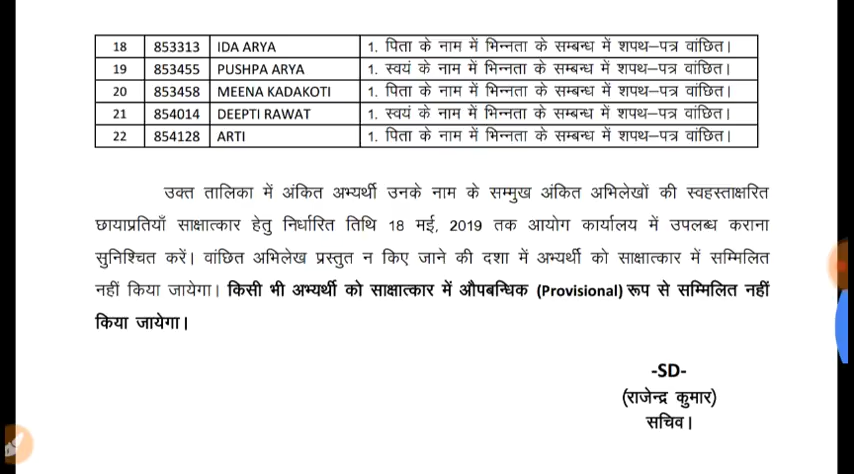 18 853313 IDA ARYA 1. पिता के नाम में भिन्नता के सम्बन्ध में शपथ–पत्र वांछित।
19 853455 PUSHPA ARYA 1. स्वयं के नाम में भिन्नता के सम्बन्ध में शपथ–पत्र वांछित।
20 853458 MEENA KADAKOTI 1. पिता के नाम में भिन्नता के सम्बन्ध में शपथ–पत्र वांछित।
21 854014 DEEPTI RAWAT 1. स्वयं के नाम में भिन्नता के सम्बन्ध में शपथ–पत्र वांछित।
22 854128 ARTI 1. पिता के नाम में भिन्नता के सम्बन्ध में शपथ–पत्र वांछित।
उक्त तालिका में अंकित अभ्यर्थी उनके नाम के सम्मुख अंकित अभिलेखों की स्वहस्ताक्षरित
छायाप्रतियाँ साक्षात्कार हेतु निर्धारित तिथि 18 मई, 2019 तक आयोग कार्यालय में उपलब्ध कराना
सुनिश्चित करें। वांछित अभिलेख प्रस्तुत न किए जाने की दशा में अभ्यर्थी को साक्षात्कार में सम्मिलित
नहीं किया जायेगा। किसी भी अभ्यर्थी को साक्षात्कार में औपबन्धिक (Provisional) रूप से सम्मिलित नहीं
किया जायेगा।
-SD-
(राजेन्द्र कुमार)
सचिव।